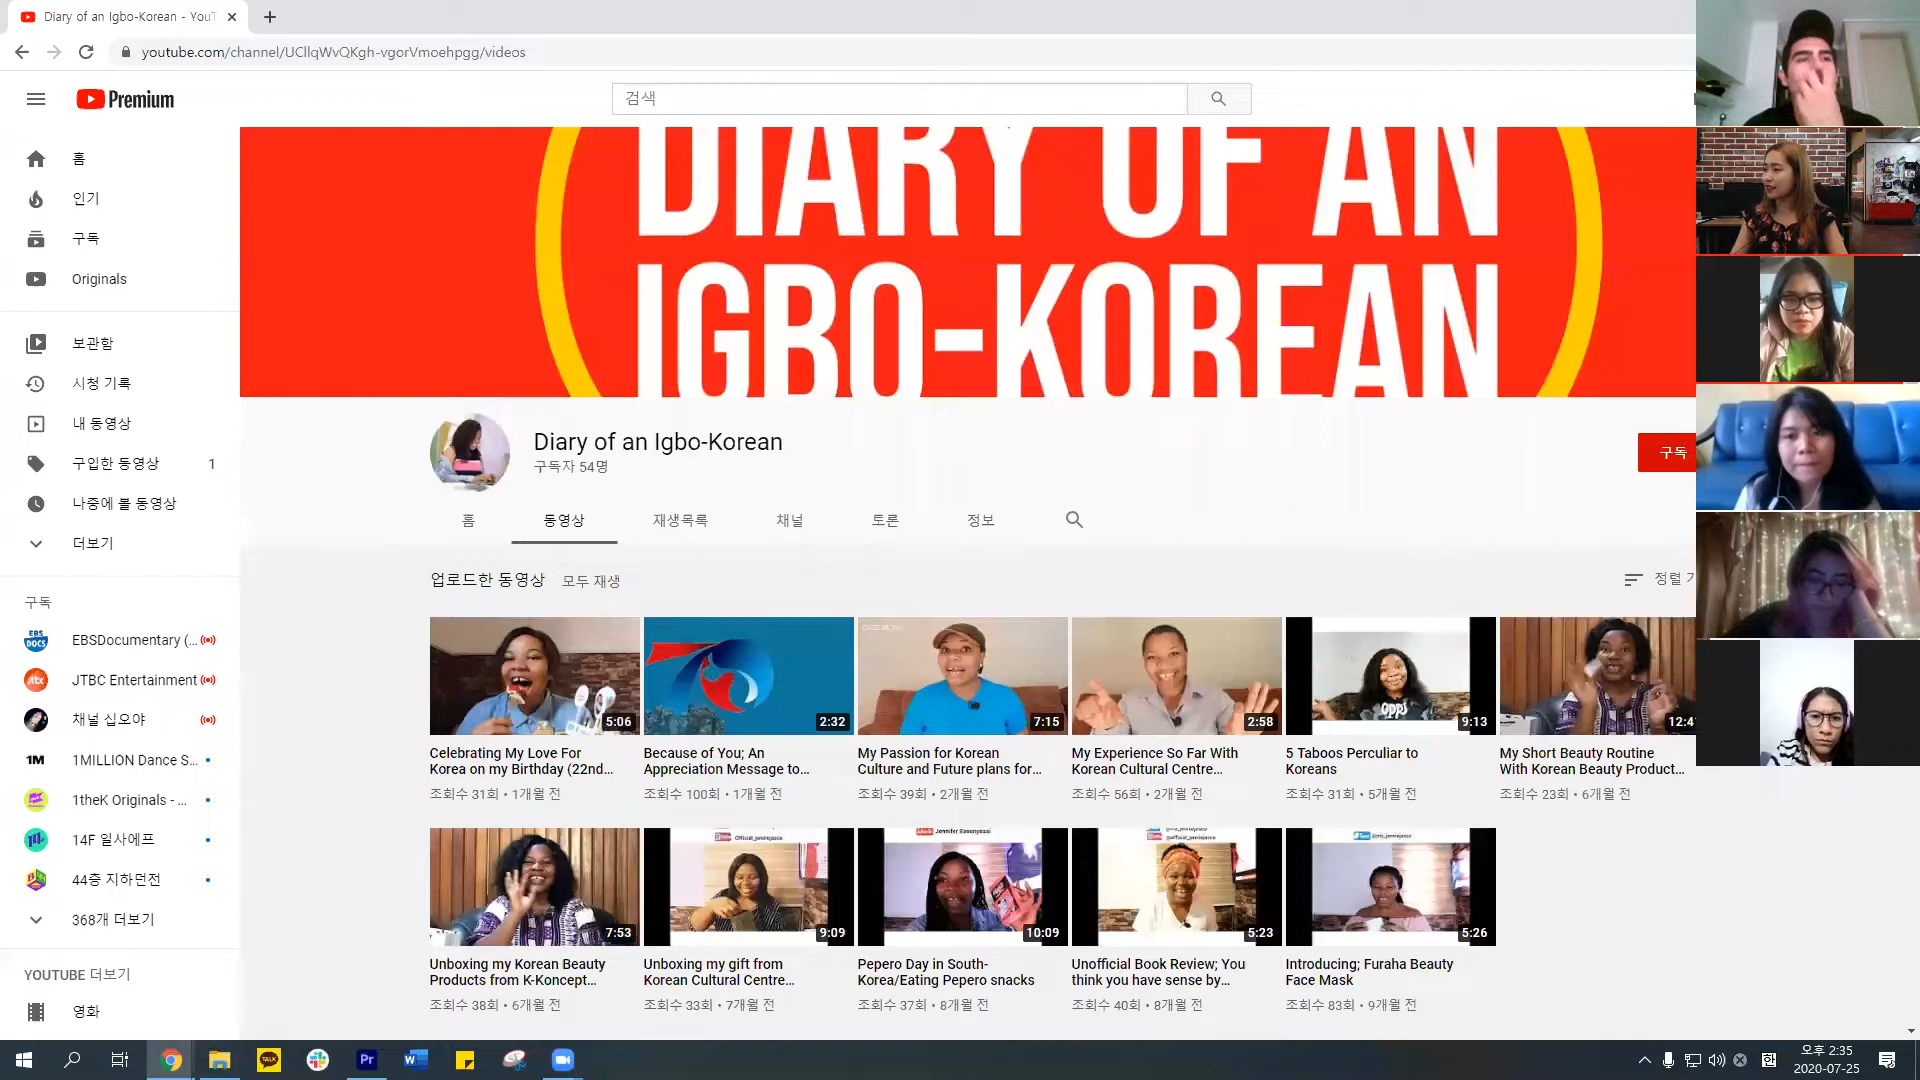 Diary of an Igbo-Korean - YouT
youtube.com/channel/UCllqWvQKgh-vgorVmoehpgg/videos
Premium
검색
홈
인기
구독
Originals
보관함
시청 기록
내 동영상
구입한 동영상 1
나중에 볼 동영상
더보기
구독
EBSDocumentary (...
JTBC Entertainment
채널 십오야
1MILLION Dance S...
1theK Originals - ...
14F 일사에프
44층 지하던전
368개 더보기
YOUTUBE 더보기
영화
DIARY OF AN
IGBO-KOREAN
Diary of an Igbo-Korean
구독자 54명
구독
홈 동영상 재생목록 채널 토론 정보
업로드한 동영상 모두 재생
정렬 기
5:06 2:32 7:15 2:58 9:13 12:41
Celebrating My Love For
Korea on my Birthday (22nd...
조회수 31회 • 1개월 전
Because of You; An
Appreciation Message to...
조회수 100회 • 1개월 전
My Passion for Korean
Culture and Future plans for...
조회수 39회 • 2개월 전
My Experience So Far With
Korean Cultural Centre...
조회수 56회 • 2개월 전
5 Taboos Perculiar to
Koreans
조회수 31회 • 5개월 전
My Short Beauty Routine
With Korean Beauty Product...
조회수 23회 • 6개월 전
7:53 9:09 10:09 5:23 5:26
Unboxing my Korean Beauty
Products from K-Koncept...
조회수 38회 • 6개월 전
Unboxing my gift from
Korean Cultural Centre...
조회수 33회 • 7개월 전
Pepero Day in South-
Korea/Eating Pepero snacks
조회수 37회 • 8개월 전
Unofficial Book Review; You
think you have sense by...
조회수 40회 • 8개월 전
Introducing; Furaha Beauty
Face Mask
조회수 83회 • 9개월 전
오후 2:35
2020-07-25